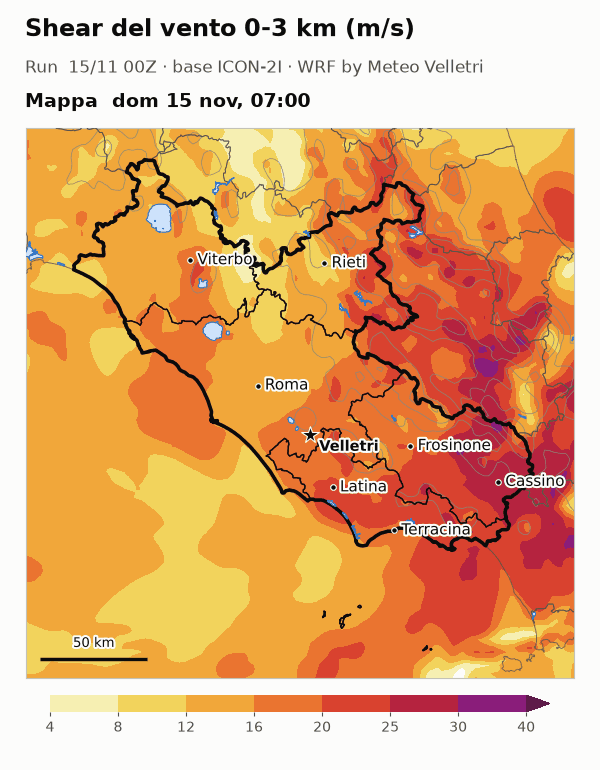 Shear del vento 0-3 km (m/s)
Run  15/11 00Z · base ICON-2I · WRF by Meteo Velletri
Mappa  dom 15 nov, 07:00
Viterbo
Rieti
Roma
Velletri
Frosinone
Latina
Cassino
Terracina
50 km
4 8 12 16 20 25 30 40